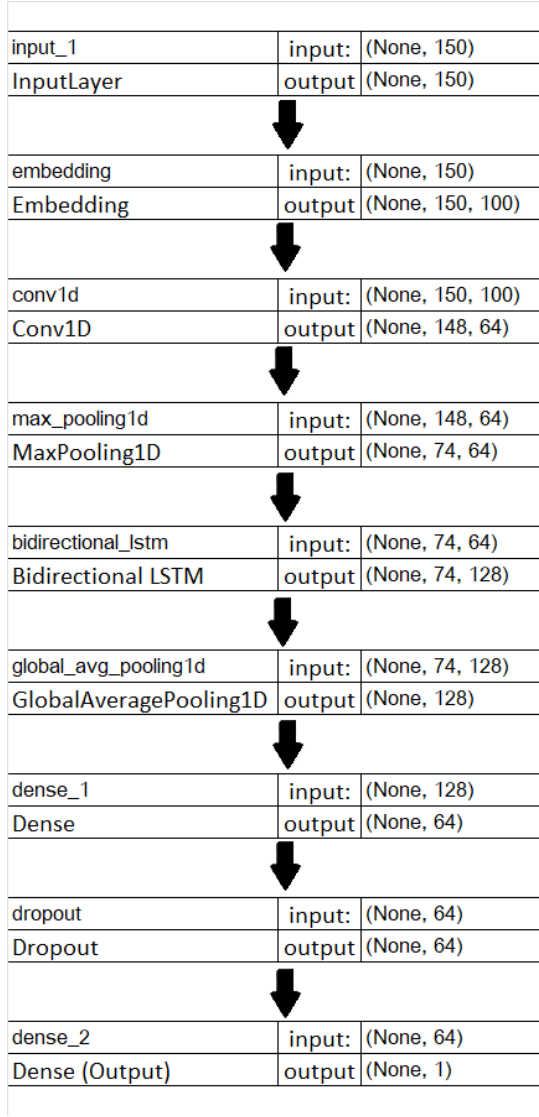 input_1 input: (None, 150)
InputLayer output (None, 150)
embedding input: (None, 150)
Embedding output (None, 150, 100)
conv1d input: (None, 150, 100)
Conv1D output (None, 148, 64)
max_pooling1d input: (None, 148, 64)
MaxPooling1D output (None, 74, 64)
bidirectional_lstm input: (None, 74, 64)
Bidirectional LSTM output (None, 74, 128)
global_avg_pooling1d input: (None, 74, 128)
GlobalAveragePooling1D output (None, 128)
dense_1 input: (None, 128)
Dense output (None, 64)
dropout input: (None, 64)
Dropout output (None, 64)
dense_2 input: (None, 64)
Dense (Output) output (None, 1)